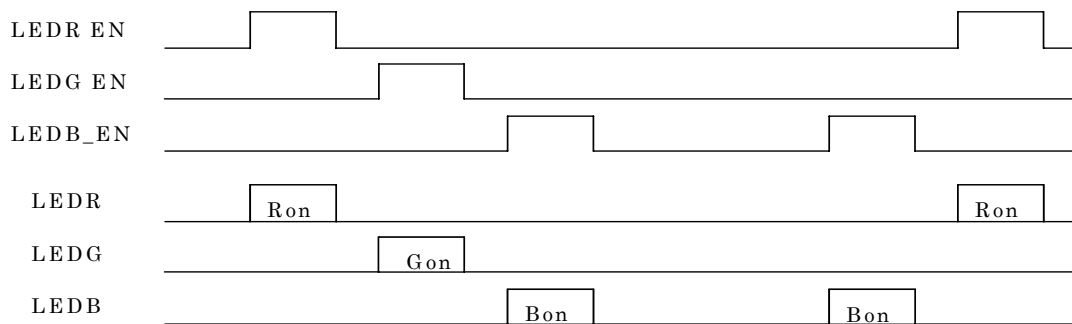 LEDR EN
LEDG EN
LEDB_EN
LEDR Ron Ron
LEDG Gon
LEDB Bon Bon